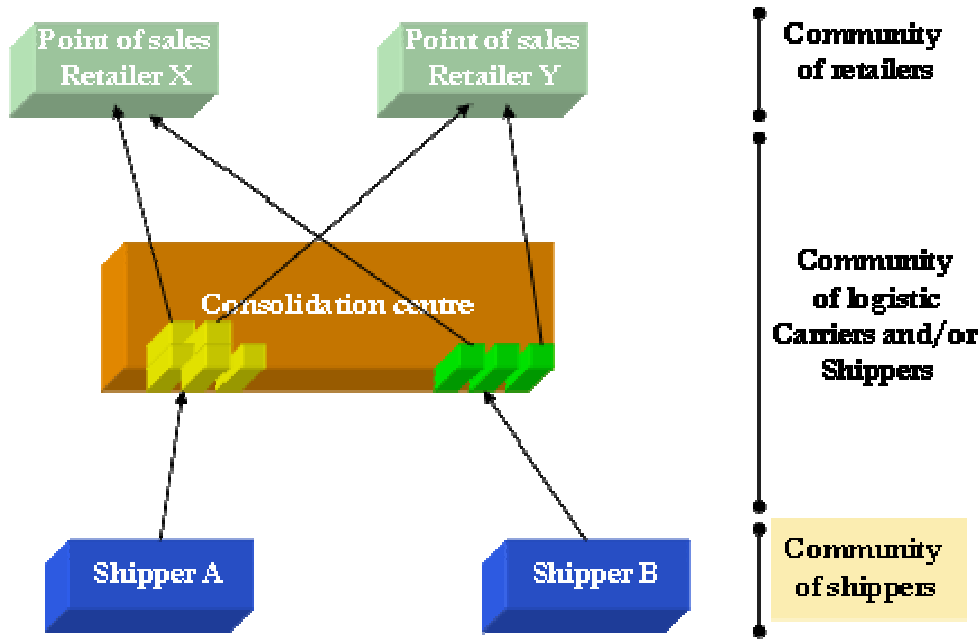 Point of sales
Retailer X
Point of sales
Retailer Y
Community
of retailers
Consolidation centre
Community
of logistic
Carriers and/or
Shippers
Shipper A
Shipper B
Community
of shippers